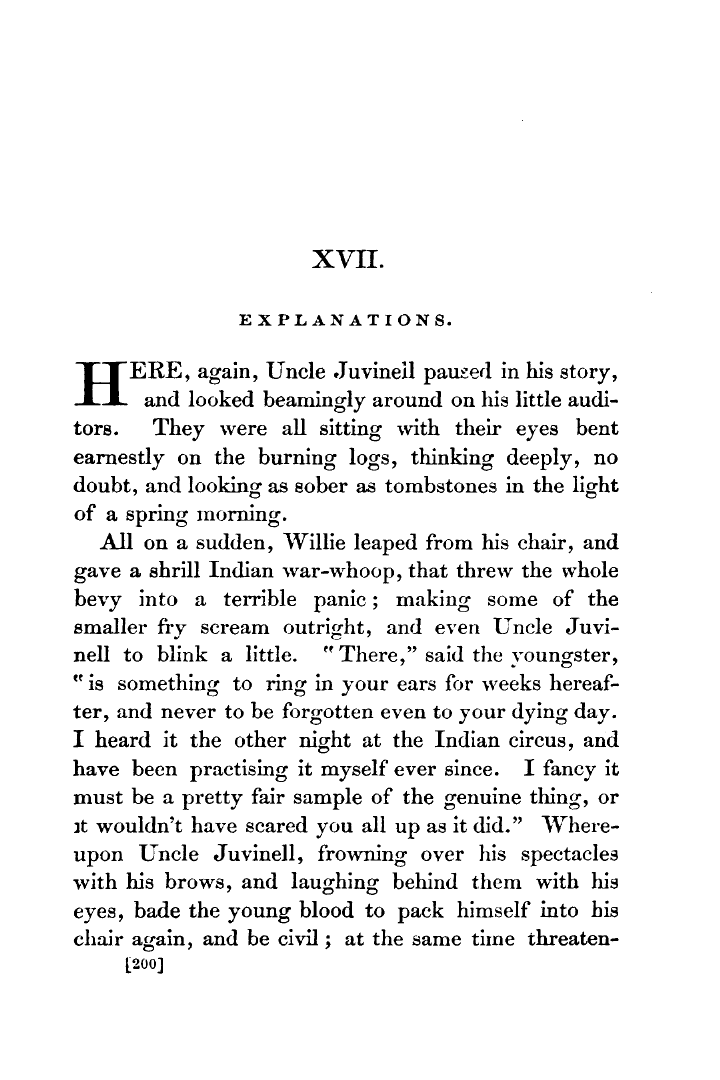 XVII.
EXPLANATIONS.
HERE, again, Uncle Juvinell paused in his story,
and looked beamingly around on his little audi-
tors. They were all sitting with their eyes bent
earnestly on the burning logs, thinking deeply, no
doubt, and looking as sober as tombstones in the light
of a spring morning.
All on a sudden, Willie leaped from his chair, and
gave a shrill Indian war-whoop, that threw the whole
bevy into a terrible panic; making some of the
smaller fry scream outright, and even Uncle Juvi-
nell to blink a little. "There," said the youngster,
"is something to ring in your ears for weeks hereaf-
ter, and never to be forgotten even to your dying day.
I heard it the other night at the Indian circus, and
have been practising it myself ever since. I fancy it
must be a pretty fair sample of the genuine thing, or
it wouldn't have scared you all up as it did." Where-
upon Uncle Juvinell, frowning over his spectacles
with his brows, and laughing behind them with his
eyes, bade the young blood to pack himself into his
chair again, and be civil; at the same time threaten-
[200]